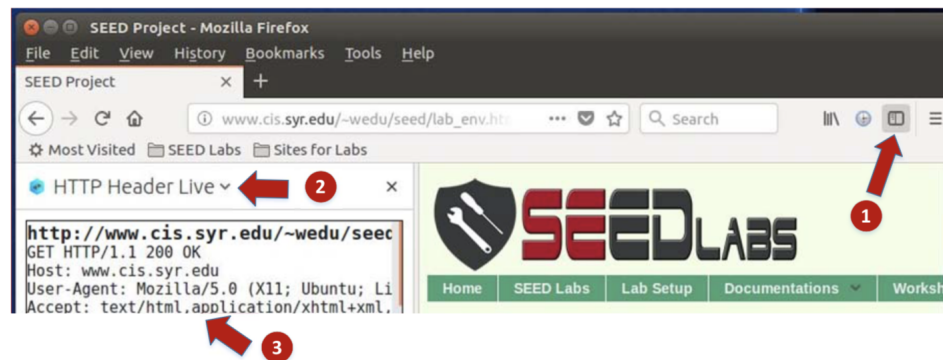 SEED Project - Mozilla Firefox
File Edit View History Bookmarks Tools Help
SEED Project × +
www.cis.syr.edu/~wedu/seed/lab_env.ht ... Search
Most Visited SEED Labs Sites for Labs
1
HTTP Header Live 2 ×
SEEDLABS
http://www.cis.syr.edu/~wedu/seed
GET HTTP/1.1 200 OK
Host: www.cis.syr.edu
User-Agent: Mozilla/5.0 (X11; Ubuntu; Li
Accept: text/html,application/xhtml+xml,
Home SEED Labs Lab Setup Documentations Worksh
3